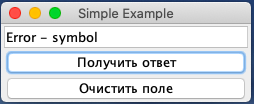 Simple Example
Error - symbol
Получить ответ
Очистить поле